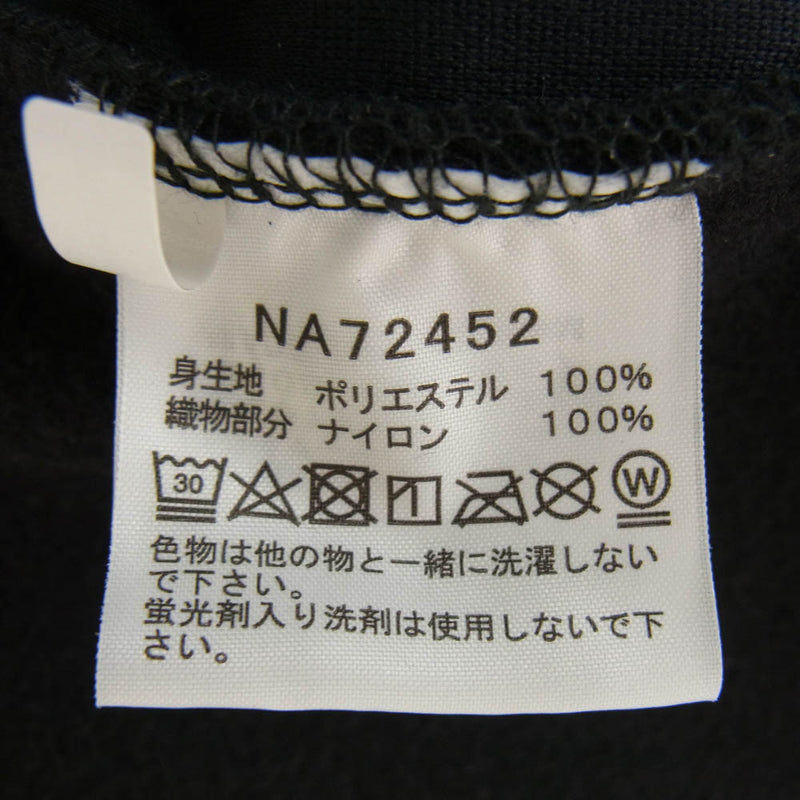 NA72452
身生地 ポリエステル 100%
織物部分 ナイロン 100%
30 W
色物は他の物と一緒に洗濯しない
で下さい。
蛍光剤入り洗剤は使用しないで下
さい。